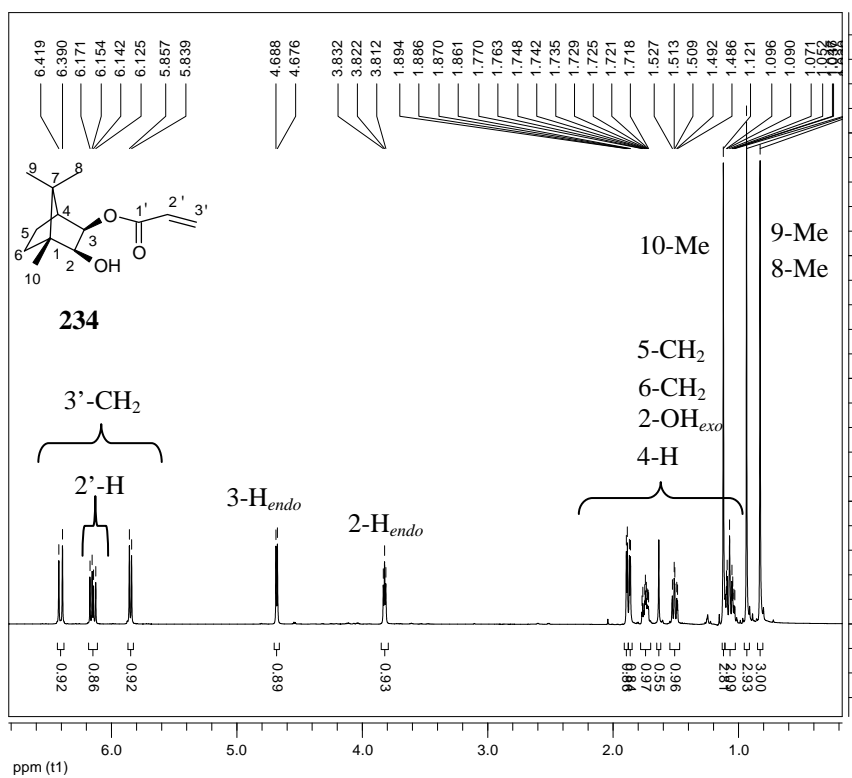 6.419 6.390 6.171 6.154 6.142 6.125 5.857 5.839 4.688 4.676 3.832 3.822 3.812 1.894 1.886 1.870 1.861 1.770 1.763 1.748 1.742 1.735 1.729 1.725 1.721 1.718 1.527 1.513 1.509 1.492 1.486 1.121 1.096 1.090 1.071 1.052
9 8
7
4 1' 2' 3'
O
5 3 O
6 1
2 OH
10
234
10-Me 9-Me
8-Me
5-CH₂
6-CH₂
2-OHexo
4-H
3'-CH₂
2'-H
3-Hendo
2-Hendo
0.92 0.86 0.92 0.89 0.93 0.97 0.55 0.96 2.93 3.00
6.0 5.0 4.0 3.0 2.0 1.0
ppm (t1)